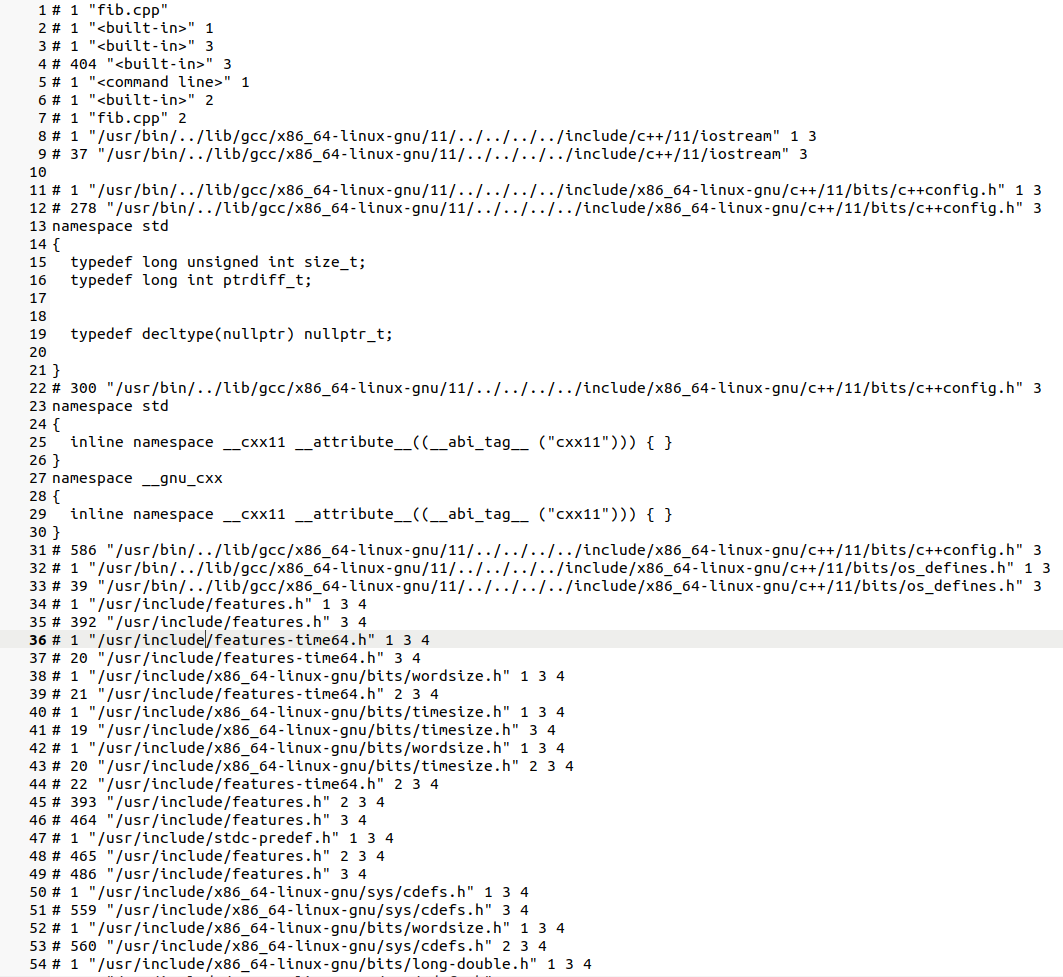 1 # 1 "fib.cpp"
2 # 1 "<built-in>" 1
3 # 1 "<built-in>" 3
4 # 404 "<built-in>" 3
5 # 1 "<command line>" 1
6 # 1 "<built-in>" 2
7 # 1 "fib.cpp" 2
8 # 1 "/usr/bin/../lib/gcc/x86_64-linux-gnu/11/../../../../include/c++/11/iostream" 1 3
9 # 37 "/usr/bin/../lib/gcc/x86_64-linux-gnu/11/../../../../include/c++/11/iostream" 3
10
11 # 1 "/usr/bin/../lib/gcc/x86_64-linux-gnu/11/../../../../include/x86_64-linux-gnu/c++/11/bits/c++config.h" 1 3
12 # 278 "/usr/bin/../lib/gcc/x86_64-linux-gnu/11/../../../../include/x86_64-linux-gnu/c++/11/bits/c++config.h" 3
13 namespace std
14 {
15   typedef long unsigned int size_t;
16   typedef long int ptrdiff_t;
17
18
19   typedef decltype(nullptr) nullptr_t;
20
21 }
22 # 300 "/usr/bin/../lib/gcc/x86_64-linux-gnu/11/../../../../include/x86_64-linux-gnu/c++/11/bits/c++config.h" 3
23 namespace std
24 {
25   inline namespace __cxx11 __attribute__((__abi_tag__ ("cxx11"))) { }
26 }
27 namespace __gnu_cxx
28 {
29   inline namespace __cxx11 __attribute__((__abi_tag__ ("cxx11"))) { }
30 }
31 # 586 "/usr/bin/../lib/gcc/x86_64-linux-gnu/11/../../../../include/x86_64-linux-gnu/c++/11/bits/c++config.h" 3
32 # 1 "/usr/bin/../lib/gcc/x86_64-linux-gnu/11/../../../../include/x86_64-linux-gnu/c++/11/bits/os_defines.h" 1 3
33 # 39 "/usr/bin/../lib/gcc/x86_64-linux-gnu/11/../../../../include/x86_64-linux-gnu/c++/11/bits/os_defines.h" 3
34 # 1 "/usr/include/features.h" 1 3 4
35 # 392 "/usr/include/features.h" 3 4
36 # 1 "/usr/include/features-time64.h" 1 3 4
37 # 20 "/usr/include/features-time64.h" 3 4
38 # 1 "/usr/include/x86_64-linux-gnu/bits/wordsize.h" 1 3 4
39 # 21 "/usr/include/features-time64.h" 2 3 4
40 # 1 "/usr/include/x86_64-linux-gnu/bits/timesize.h" 1 3 4
41 # 19 "/usr/include/x86_64-linux-gnu/bits/timesize.h" 3 4
42 # 1 "/usr/include/x86_64-linux-gnu/bits/wordsize.h" 1 3 4
43 # 20 "/usr/include/x86_64-linux-gnu/bits/timesize.h" 2 3 4
44 # 22 "/usr/include/features-time64.h" 2 3 4
45 # 393 "/usr/include/features.h" 2 3 4
46 # 464 "/usr/include/features.h" 3 4
47 # 1 "/usr/include/stdc-predef.h" 1 3 4
48 # 465 "/usr/include/features.h" 2 3 4
49 # 486 "/usr/include/features.h" 3 4
50 # 1 "/usr/include/x86_64-linux-gnu/sys/cdefs.h" 1 3 4
51 # 559 "/usr/include/x86_64-linux-gnu/sys/cdefs.h" 3 4
52 # 1 "/usr/include/x86_64-linux-gnu/bits/wordsize.h" 1 3 4
53 # 560 "/usr/include/x86_64-linux-gnu/sys/cdefs.h" 2 3 4
54 # 1 "/usr/include/x86_64-linux-gnu/bits/long-double.h" 1 3 4